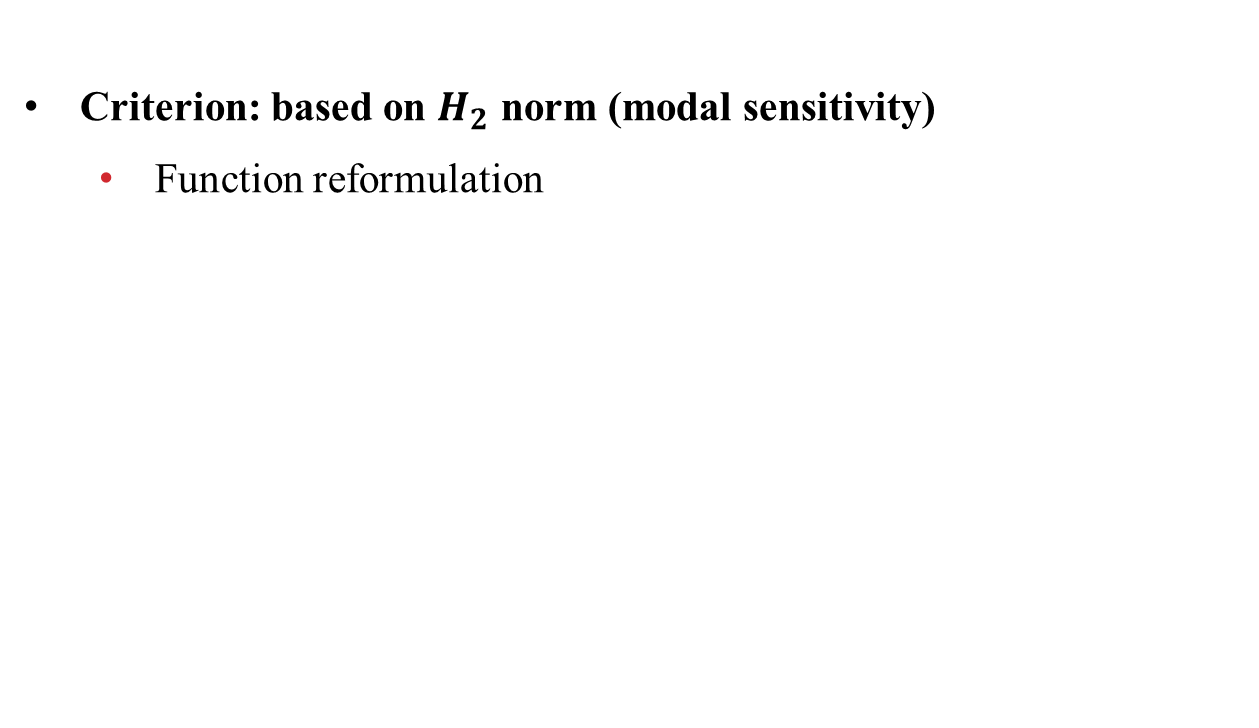 • Criterion: based on H₂ norm (modal sensitivity)
• Function reformulation